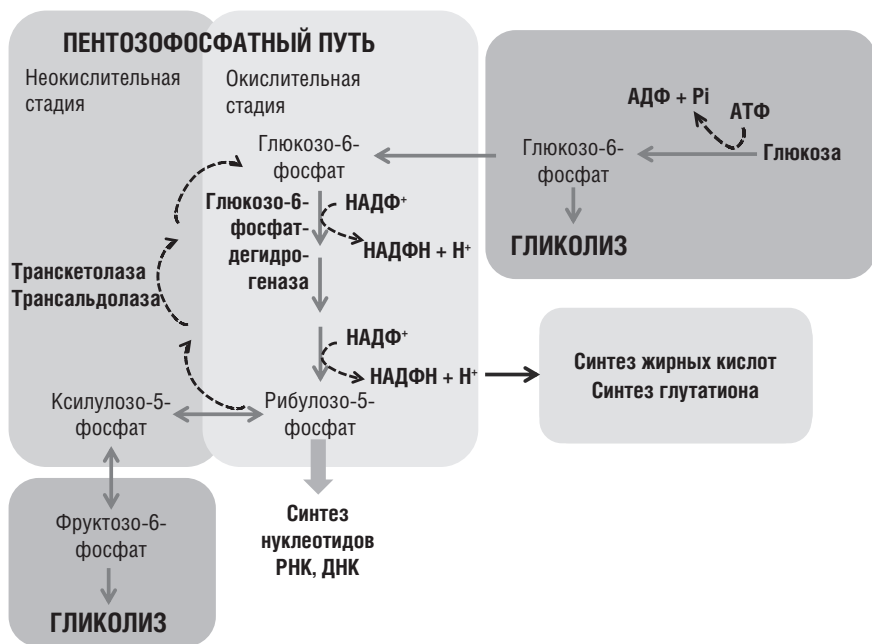 ПЕНТОЗОФОСФАТНЫЙ ПУТЬ
Неокислительная
стадия
Окислительная
стадия
Глюкозо-6-
фосфат
Глюкозо-6-
фосфат-
дегидро-
геназа
НАДФ⁺
НАДФН + Н⁺
Транскетолаза
Трансальдолаза
НАДФ⁺
НАДФН + Н⁺
Ксилулозо-5-
фосфат
Рибулозо-5-
фосфат
АДФ + Pi
АТФ
Глюкозо-6-
фосфат
Глюкоза
ГЛИКОЛИЗ
Синтез жирных кислот
Синтез глутатиона
Фруктозо-6-
фосфат
ГЛИКОЛИЗ
Синтез
нуклеотидов
РНК, ДНК